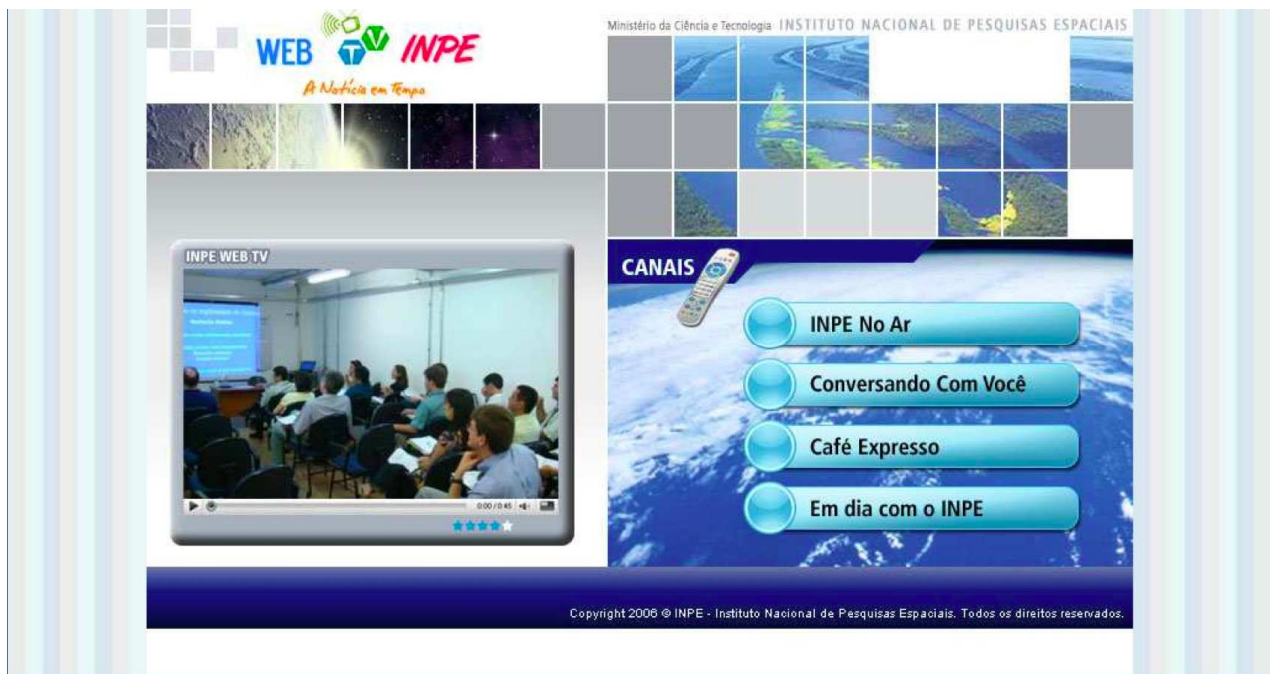 WEB TV INPE
A Notícia em Tempo
Ministério da Ciência e Tecnologia INSTITUTO NACIONAL DE PESQUISAS ESPACIAIS
INPE WEB TV
0:00 / 0:45
CANAIS
INPE No Ar
Conversando Com Você
Café Expresso
Em dia com o INPE
Copyright 2006 © INPE - Instituto Nacional de Pesquisas Espaciais. Todos os direitos reservados.